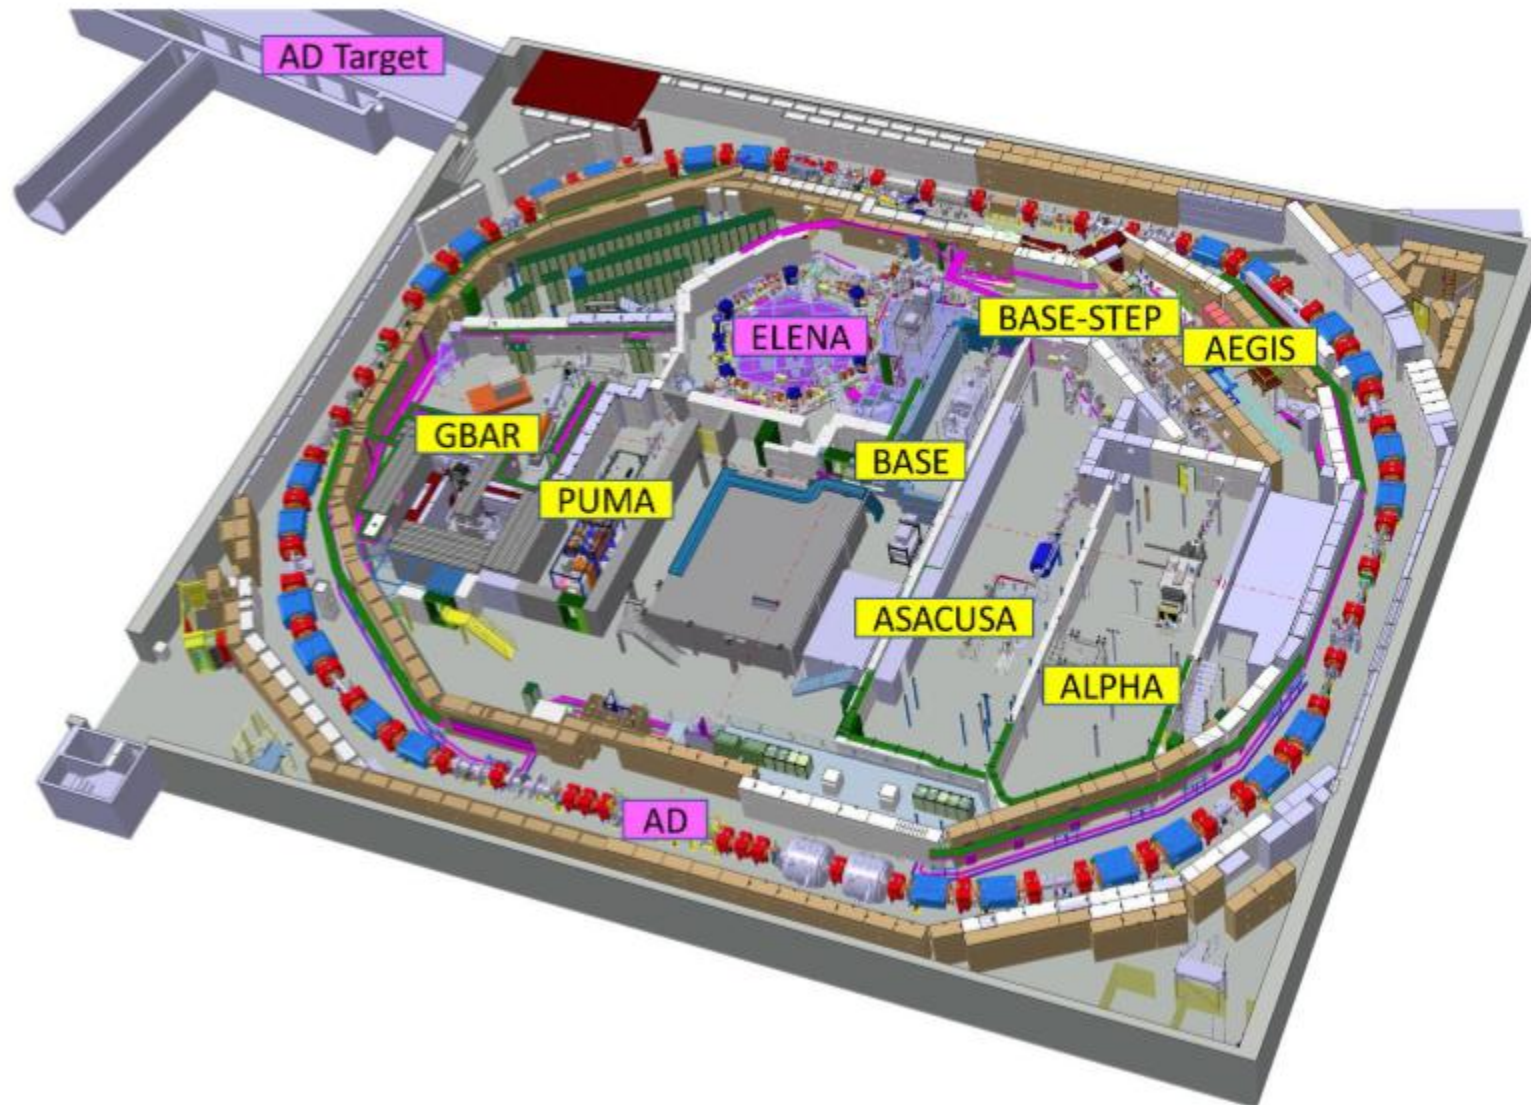 AD Target
BASE-STEP
ELENA
AEGIS
GBAR
BASE
PUMA
ASACUSA
ALPHA
AD